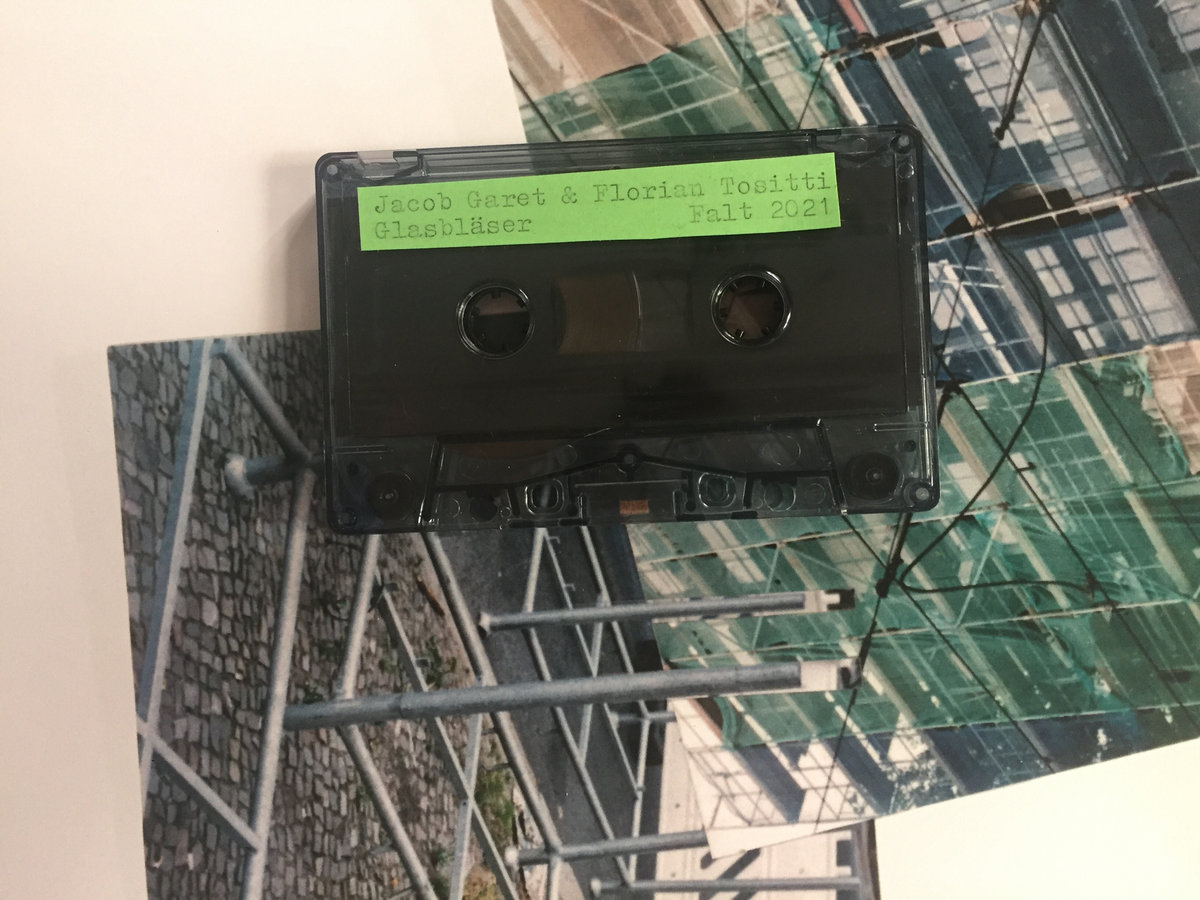 Jacob Garet & Florian Tositti
Glasbläser Falt 2021